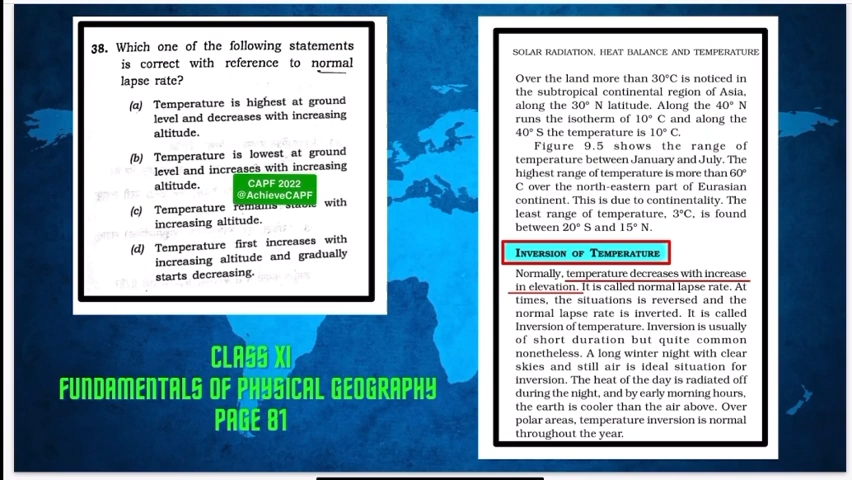 38. Which one of the following statements
is correct with reference to normal
lapse rate?
(a) Temperature is highest at ground
level and decreases with increasing
altitude.
(b) Temperature is lowest at ground
level and increases with increasing
altitude.
CAPF 2022
@AchieveCAPF
(c) Temperature remains stable with
increasing altitude.
(d) Temperature first increases with
increasing altitude and gradually
starts decreasing.
CLASS XI
FUNDAMENTALS OF PHYSICAL GEOGRAPHY
PAGE 81
SOLAR RADIATION, HEAT BALANCE AND TEMPERATURE
Over the land more than 30°C is noticed in
the subtropical continental region of Asia,
along the 30° N latitude. Along the 40° N
runs the isotherm of 10° C and along the
40° S the temperature is 10° C.
Figure 9.5 shows the range of
temperature between January and July. The
highest range of temperature is more than 60°
C over the north-eastern part of Eurasian
continent. This is due to continentality. The
least range of temperature, 3°C, is found
between 20° S and 15° N.
INVERSION OF TEMPERATURE
Normally, temperature decreases with increase
in elevation. It is called normal lapse rate. At
times, the situations is reversed and the
normal lapse rate is inverted. It is called
Inversion of temperature. Inversion is usually
of short duration but quite common
nonetheless. A long winter night with clear
skies and still air is ideal situation for
inversion. The heat of the day is radiated off
during the night, and by early morning hours,
the earth is cooler than the air above. Over
polar areas, temperature inversion is normal
throughout the year.